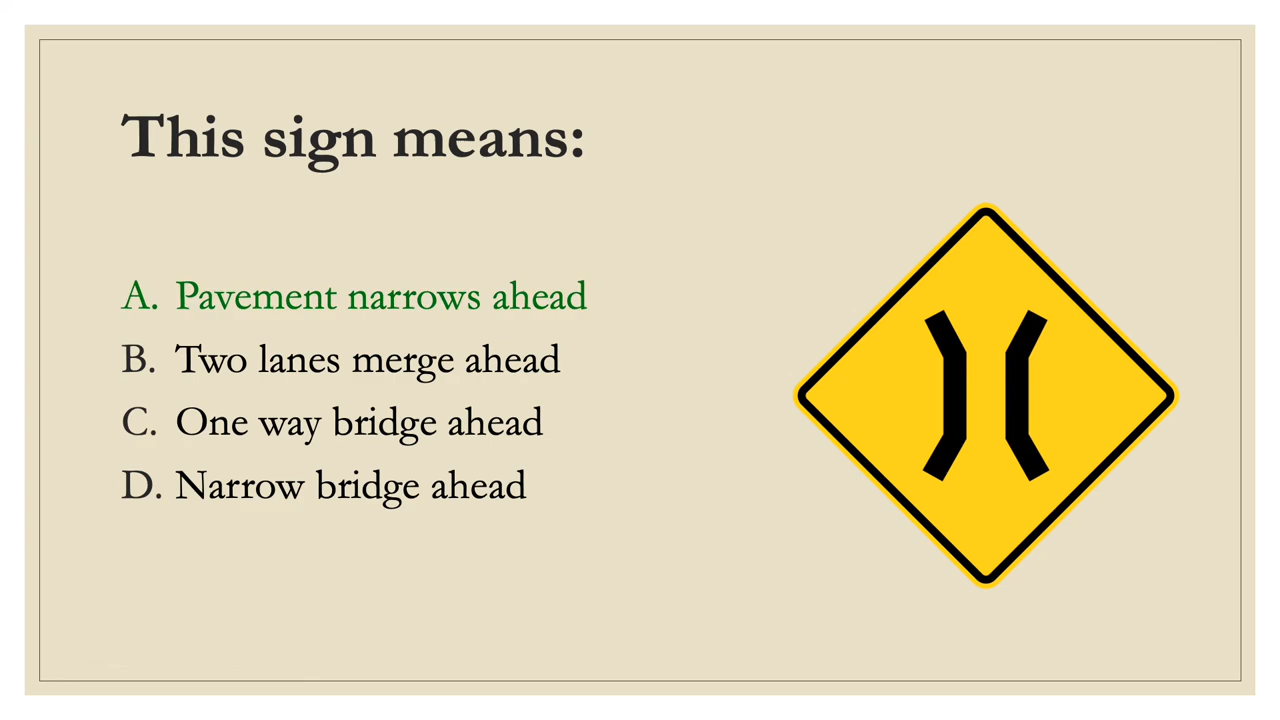 This sign means:
A. Pavement narrows ahead
B. Two lanes merge ahead
C. One way bridge ahead
D. Narrow bridge ahead